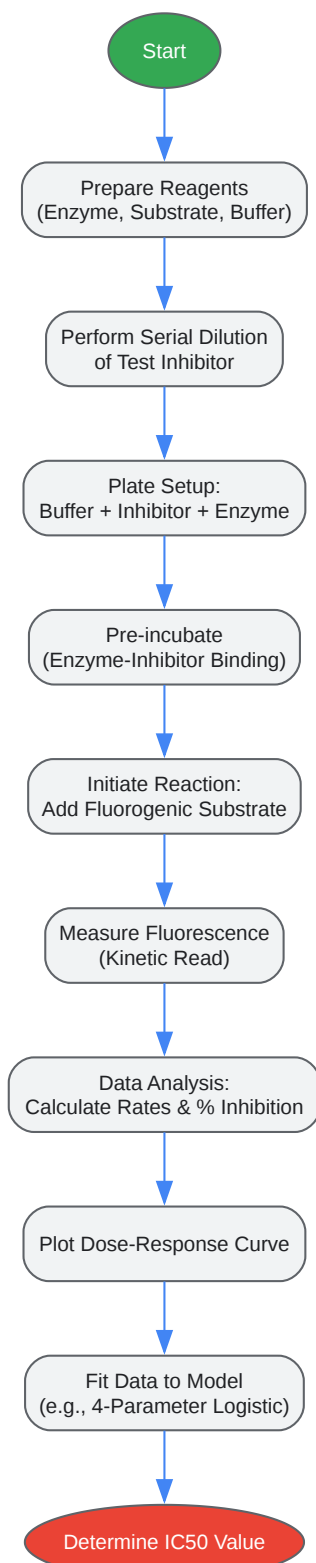 Start
Prepare Reagents
(Enzyme, Substrate, Buffer)
Perform Serial Dilution
of Test Inhibitor
Plate Setup:
Buffer + Inhibitor + Enzyme
Pre-incubate
(Enzyme-Inhibitor Binding)
Initiate Reaction:
Add Fluorogenic Substrate
Measure Fluorescence
(Kinetic Read)
Data Analysis:
Calculate Rates & % Inhibition
Plot Dose-Response Curve
Fit Data to Model
(e.g., 4-Parameter Logistic)
Determine IC50 Value